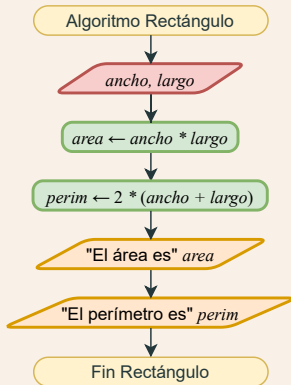 Algoritmo Rectángulo
ancho, largo
area ← ancho * largo
perim ← 2 * (ancho + largo)
"El área es" area
"El perímetro es" perim
Fin Rectángulo